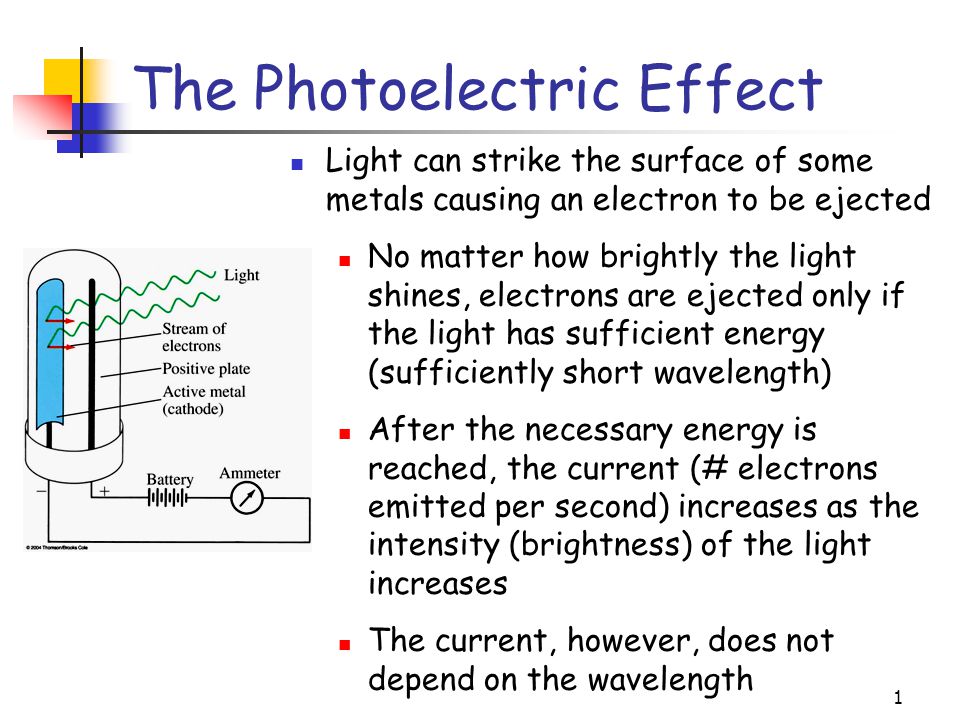 The Photoelectric Effect
Light can strike the surface of some
metals causing an electron to be ejected
No matter how brightly the light
shines, electrons are ejected only if
the light has sufficient energy
(sufficiently short wavelength)
After the necessary energy is
reached, the current (# electrons
emitted per second) increases as the
intensity (brightness) of the light
increases
The current, however, does not
depend on the wavelength
Light
Stream of
electrons
Positive plate
Active metal
(cathode)
Battery
Ammeter
− +
© 2004 Thomson/Brooks Cole
1